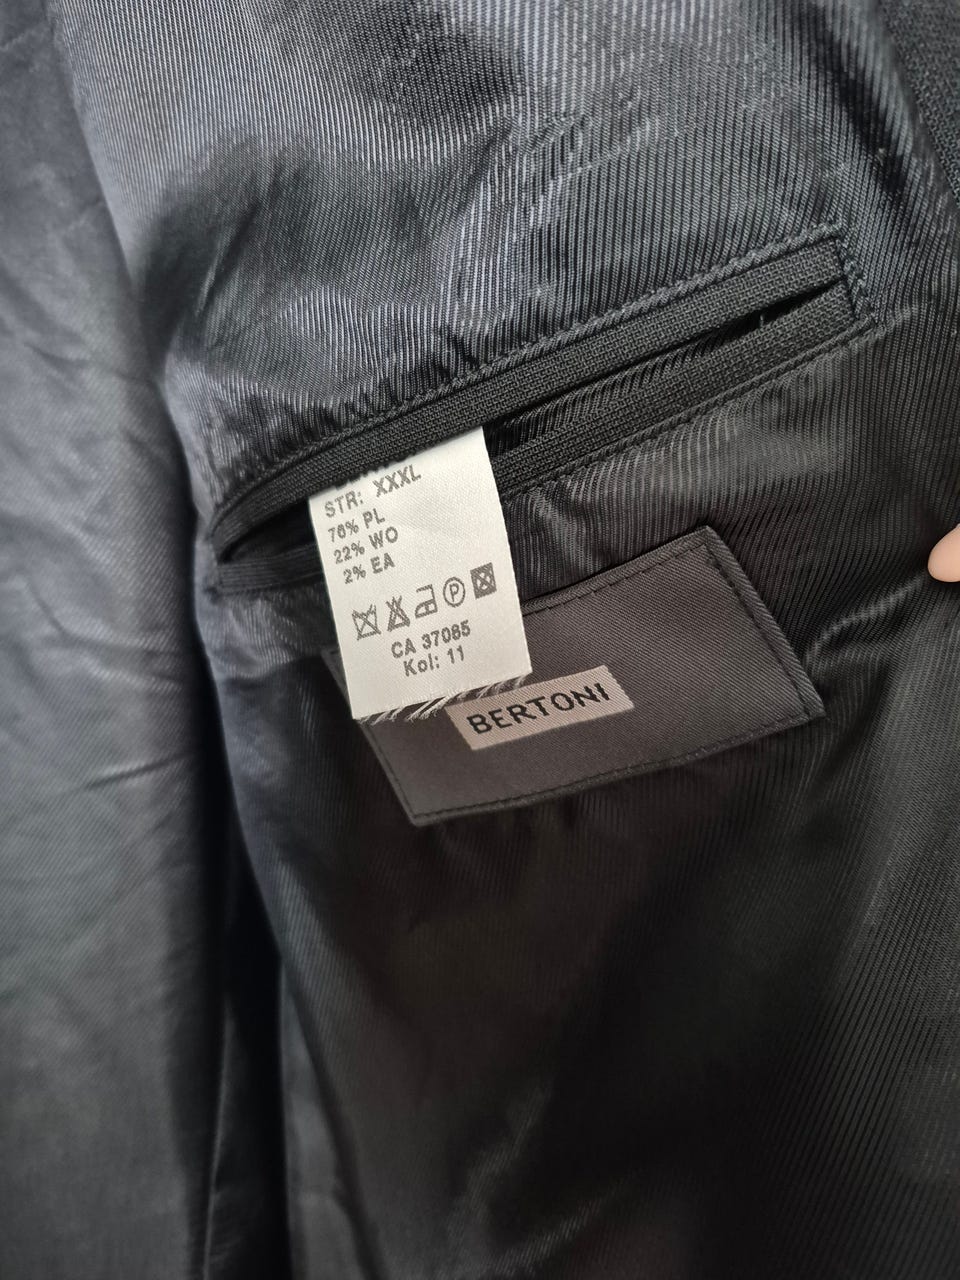 STR: XXXL
76% PL
22% WO
2% EA
P
CA 37085
Kol: 11
BERTONI